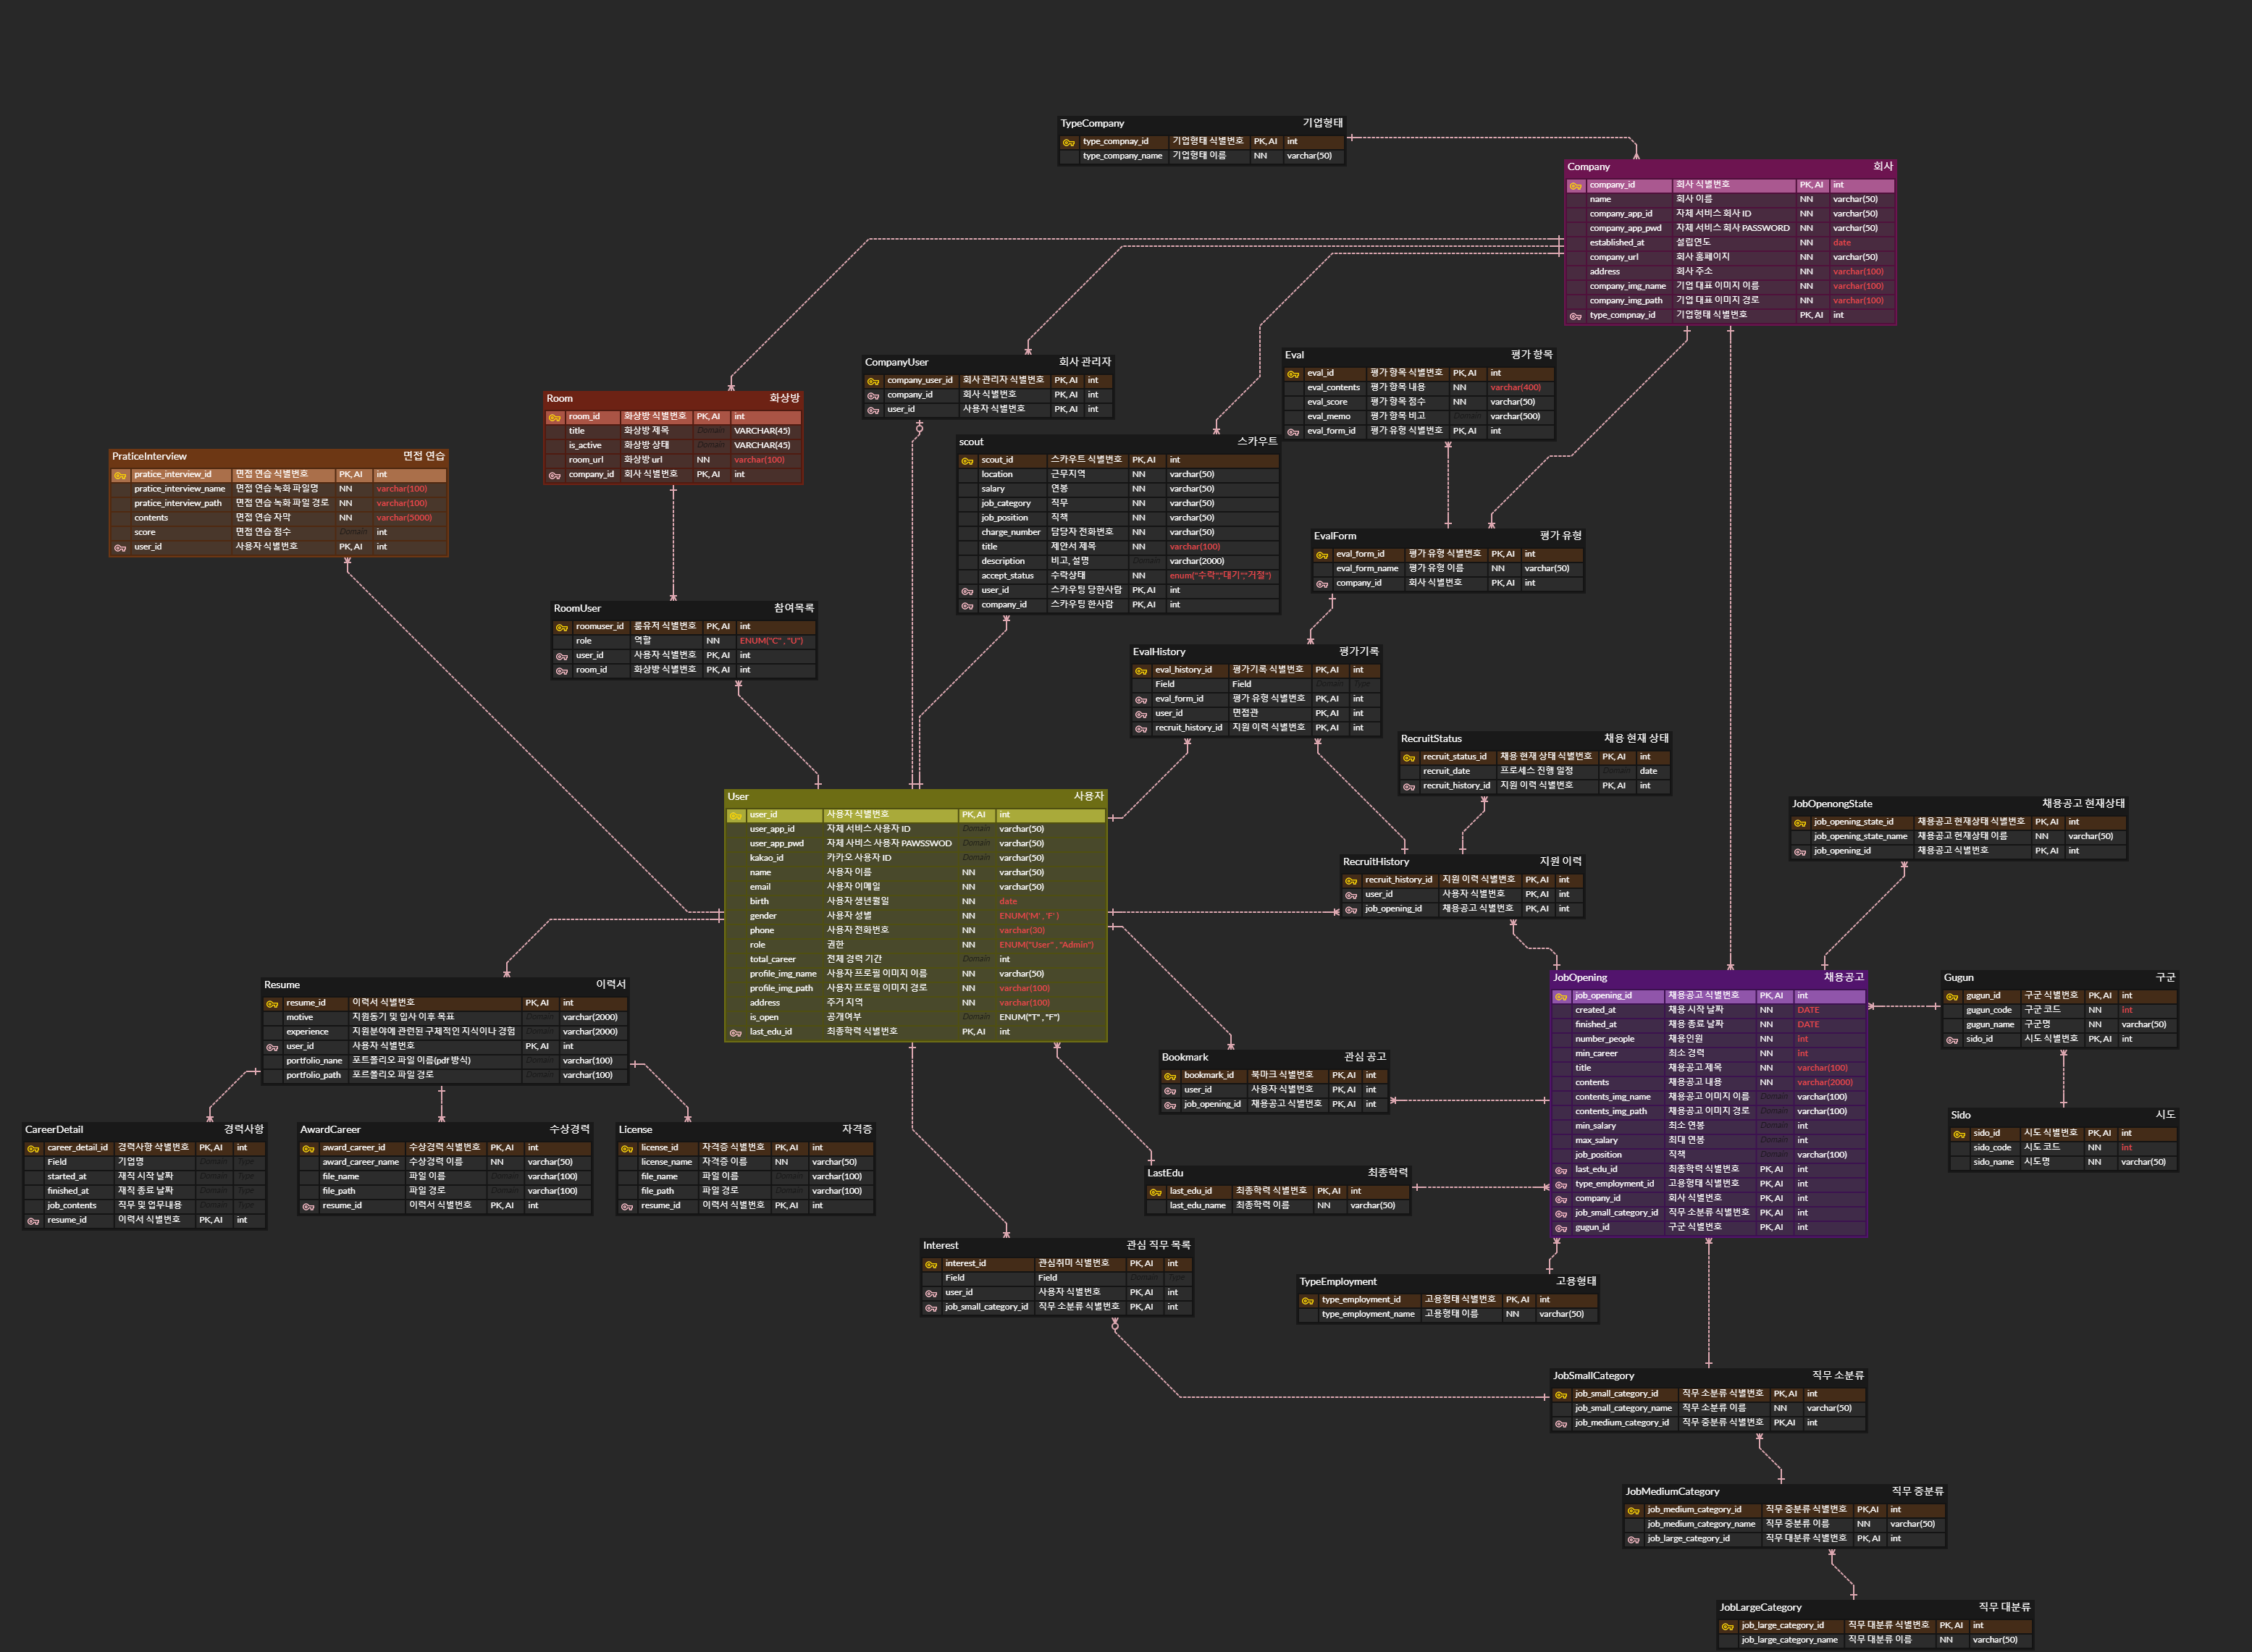 TypeCompany 기업형태
type_compnay_id 기업형태 식별번호 PK, AI int
type_company_name 기업형태 이름 NN varchar(50)
Company 회사
company_id 회사 식별번호 PK, AI int
name 회사 이름 NN varchar(50)
company_app_id 자체 서비스 회사 ID NN varchar(50)
company_app_pwd 자체 서비스 회사 PASSWORD NN varchar(50)
established_at 설립연도 NN date
company_url 회사 홈페이지 NN varchar(50)
address 회사 주소 NN varchar(100)
company_img_name 기업 대표 이미지 이름 NN varchar(100)
company_img_path 기업 대표 이미지 경로 NN varchar(100)
type_compnay_id 기업형태 식별번호 PK, AI int
CompanyUser 회사 관리자
company_user_id 회사 관리자 식별번호 PK, AI int
company_id 회사 식별번호 PK, AI int
user_id 사용자 식별번호 PK, AI int
Eval 평가 항목
eval_id 평가 항목 식별번호 PK, AI int
eval_contents 평가 항목 내용 NN varchar(400)
eval_score 평가 항목 점수 NN varchar(50)
eval_memo 평가 항목 비고 Domain varchar(500)
eval_form_id 평가 유형 식별번호 PK, AI int
Room 화상방
room_id 화상방 식별번호 PK, AI int
title 화상방 제목 Domain VARCHAR(45)
is_active 화상방 상태 Domain VARCHAR(45)
room_url 화상방 url NN varchar(100)
company_id 회사 식별번호 PK, AI int
scout 스카우트
scout_id 스카우트 식별번호 PK, AI int
location 근무지역 NN varchar(50)
salary 연봉 NN varchar(50)
job_category 직무 NN varchar(50)
job_position 직책 NN varchar(50)
charge_number 담당자 전화번호 NN varchar(50)
title 제안서 제목 NN varchar(100)
description 비고, 설명 Domain varchar(2000)
accept_status 수락상태 NN enum("수락","대기","거절")
user_id 스카우팅 당한사람 PK, AI int
company_id 스카우팅 한사람 PK, AI int
PraticeInterview 면접 연습
pratice_interview_id 면접 연습 식별번호 PK, AI int
pratice_interview_name 면접 연습 녹화 파일명 NN varchar(100)
pratice_interview_path 면접 연습 녹화 파일 경로 NN varchar(100)
contents 면접 연습 자막 NN varchar(5000)
score 면접 연습 점수 Domain int
user_id 사용자 식별번호 PK, AI int
EvalForm 평가 유형
eval_form_id 평가 유형 식별번호 PK, AI int
eval_form_name 평가 유형 이름 NN varchar(50)
company_id 회사 식별번호 PK, AI int
RoomUser 참여목록
roomuser_id 룸유저 식별번호 PK, AI int
role 역할 NN ENUM("C" , "U")
user_id 사용자 식별번호 PK, AI int
room_id 화상방 식별번호 PK, AI int
EvalHistory 평가기록
eval_history_id 평가기록 식별번호 PK, AI int
Field Field Domain Type
eval_form_id 평가 유형 식별번호 PK, AI int
user_id 면접관 PK, AI int
recruit_history_id 지원 이력 식별번호 PK, AI int
RecruitStatus 채용 현재 상태
recruit_status_id 채용 현재 상태 식별번호 PK, AI int
recruit_date 프로세스 진행 일정 Domain date
recruit_history_id 지원 이력 식별번호 PK, AI int
User 사용자
user_id 사용자 식별번호 PK, AI int
user_app_id 자체 서비스 사용자 ID Domain varchar(50)
user_app_pwd 자체 사비스 사용자 PAWSSWOD Domain varchar(50)
kakao_id 카카오 사용자 ID Domain varchar(50)
name 사용자 이름 NN varchar(50)
email 사용자 이메일 NN varchar(50)
birth 사용자 생년월일 NN date
gender 사용자 성별 NN ENUM('M' , 'F' )
phone 사용자 전화번호 NN varchar(30)
role 권한 NN ENUM("User" , "Admin")
total_career 전체 경력 기간 Domain int
profile_img_name 사용자 프로필 이미지 이름 NN varchar(50)
profile_img_path 사용자 프로필 이미지 경로 NN varchar(100)
address 주거 지역 NN varchar(100)
is_open 공개여부 Domain ENUM("T" , "F")
last_edu_id 최종학력 식별번호 PK, AI int
JobOpenongState 채용공고 현재상태
job_opening_state_id 채용공고 현재상태 식별번호 PK, AI int
job_opening_state_name 채용공고 현재상태 이름 NN varchar(50)
job_opening_id 채용공고 식별번호 PK, AI int
RecruitHistory 지원 이력
recruit_history_id 지원 이력 식별번호 PK, AI int
user_id 사용자 식별번호 PK, AI int
job_opening_id 채용공고 식별번호 PK, AI int
Resume 이력서
resume_id 이력서 식별번호 PK, AI int
motive 지원동기 및 입사 이후 목표 Domain varchar(2000)
experience 지원분야에 관련된 구체적인 지식이나 경험 Domain varchar(2000)
user_id 사용자 식별번호 PK, AI int
portfolio_nane 포트폴리오 파일 이름(pdf 방식) Domain varchar(100)
portfolio_path 포르폴리오 파일 경로 Domain varchar(100)
JobOpening 채용공고
job_opening_id 채용공고 식별번호 PK, AI int
created_at 채용 시작 날짜 NN DATE
finished_at 채용 종료 날짜 NN DATE
number_people 채용인원 NN int
min_career 최소 경력 NN int
title 채용공고 제목 NN varchar(100)
contents 채용공고 내용 NN varchar(2000)
contents_img_name 채용공고 이미지 이름 Domain varchar(100)
contents_img_path 채용공고 이미지 경로 Domain varchar(100)
min_salary 최소 연봉 Domain int
max_salary 최대 연봉 Domain int
job_position 직책 Domain varchar(100)
last_edu_id 최종학력 식별번호 PK, AI int
type_employment_id 고용형태 식별번호 PK, AI int
company_id 회사 식별번호 PK, AI int
job_small_category_id 직무 소분류 식별번호 PK, AI int
gugun_id 구군 식별번호 PK, AI int
Gugun 구군
gugun_id 구군 식별번호 PK, AI int
gugun_code 구군 코드 NN int
gugun_name 구군명 NN varchar(50)
sido_id 시도 식별번호 PK, AI int
Bookmark 관심 공고
bookmark_id 북마크 식별번호 PK, AI int
user_id 사용자 식별번호 PK, AI int
job_opening_id 채용공고 식별번호 PK, AI int
Sido 시도
sido_id 시도 식별번호 PK, AI int
sido_code 시도 코드 NN int
sido_name 시도명 NN varchar(50)
CareerDetail 경력사항
career_detail_id 경력사항 식별번호 PK, AI int
Field 기업명 Domain Type
started_at 재직 시작 날짜 Domain Type
finished_at 재직 종료 날짜 Domain Type
job_contents 직무 및 업무내용 Domain Type
resume_id 이력서 식별번호 PK, AI int
AwardCareer 수상경력
award_career_id 수상경력 식별번호 PK, AI int
award_career_name 수상경력 이름 NN varchar(50)
file_name 파일 이름 Domain varchar(100)
file_path 파일 경로 Domain varchar(100)
resume_id 이력서 식별번호 PK, AI int
License 자격증
license_id 자격증 식별번호 PK, AI int
license_name 자격증 이름 NN varchar(50)
file_name 파일 이름 Domain varchar(100)
file_path 파일 경로 Domain varchar(100)
resume_id 이력서 식별번호 PK, AI int
LastEdu 최종학력
last_edu_id 최종학력 식별번호 PK, AI int
last_edu_name 최종학력 이름 NN varchar(50)
Interest 관심 직무 목록
interest_id 관심취미 식별번호 PK, AI int
Field Field Domain Type
user_id 사용자 식별번호 PK, AI int
job_small_category_id 직무 소분류 식별번호 PK, AI int
TypeEmployment 고용형태
type_employment_id 고용형태 식별번호 PK, AI int
type_employment_name 고용형태 이름 NN varchar(50)
JobSmallCategory 직무 소분류
job_small_category_id 직무 소분류 식별번호 PK, AI int
job_small_category_name 직무 소분류 이름 NN varchar(50)
job_medium_category_id 직무 중분류 식별번호 PK,AI int
JobMediumCategory 직무 중분류
job_medium_category_id 직무 중분류 식별번호 PK,AI int
job_medium_category_name 직무 중분류 이름 NN varchar(50)
job_large_category_id 직무 대분류 식별번호 PK, AI int
JobLargeCategory 직무 대분류
job_large_category_id 직무 대분류 식별번호 PK, AI int
job_large_category_name 직무 대분류 이름 NN varchar(50)